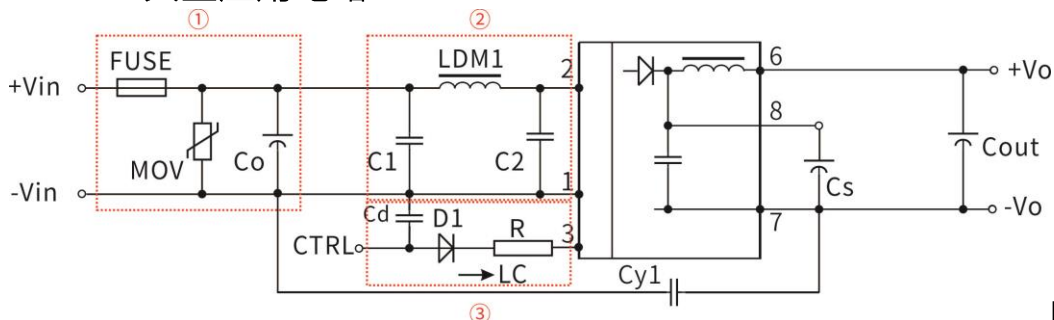 ①
②
FUSE
LDM1
2
6
+Vin
+Vo
8
MOV
Co
C1
C2
Cs
Cout
-Vin
1
-Vo
7
Cd
D1
R
3
CTRL
LC
Cy1
③